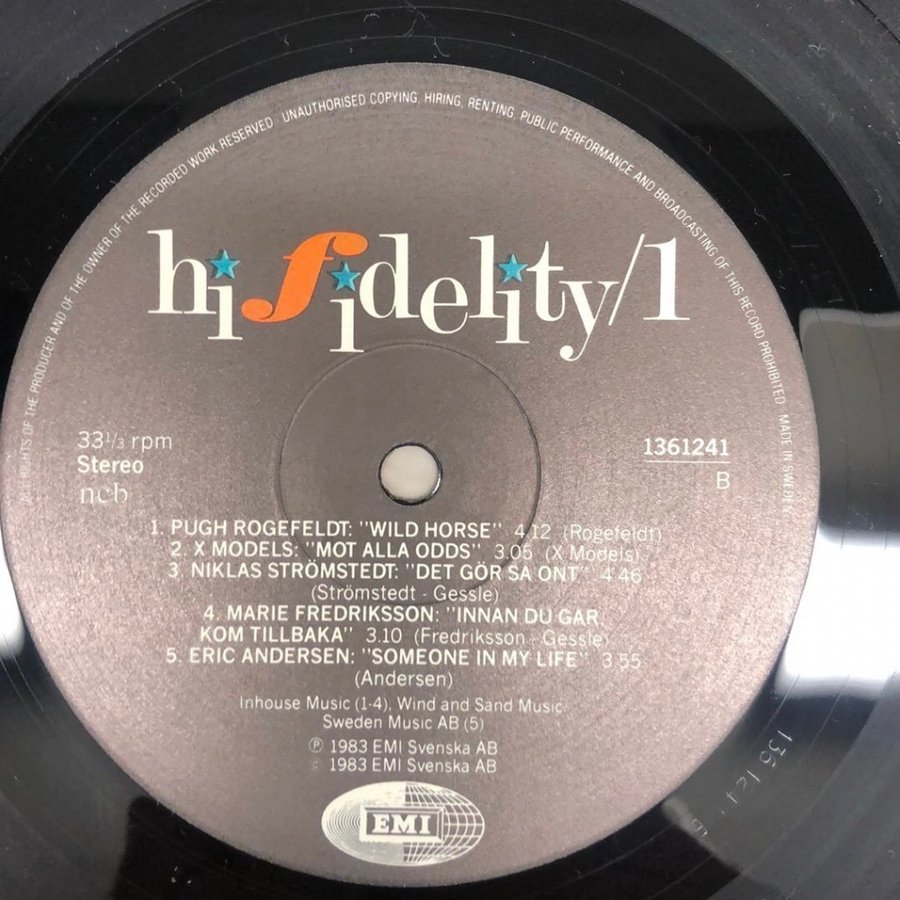 ALL RIGHTS OF THE PRODUCER AND OF THE OWNER OF THE RECORDED WORK RESERVED. UNAUTHORISED COPYING, HIRING, RENTING, PUBLIC PERFORMANCE AND BROADCASTING OF THIS RECORD PROHIBITED. MADE IN SWEDEN
hifidelity/1
33 1/3 rpm
Stereo
ncb
1361241
B
1. PUGH ROGEFELDT: "WILD HORSE" 4.12 (Rogefeldt)
2. X MODELS: "MOT ALLA ODDS" 3.05 (X Models)
3. NIKLAS STRÖMSTEDT: "DET GÖR SA ONT" 4.46
(Strömstedt - Gessle)
4. MARIE FREDRIKSSON: "INNAN DU GAR,
KOM TILLBAKA" 3.10 (Fredriksson - Gessle)
5. ERIC ANDERSEN: "SOMEONE IN MY LIFE" 3.55
(Andersen)
Inhouse Music (1-4), Wind and Sand Music,
Sweden Music AB (5)
℗ 1983 EMI Svenska AB
© 1983 EMI Svenska AB
EMI